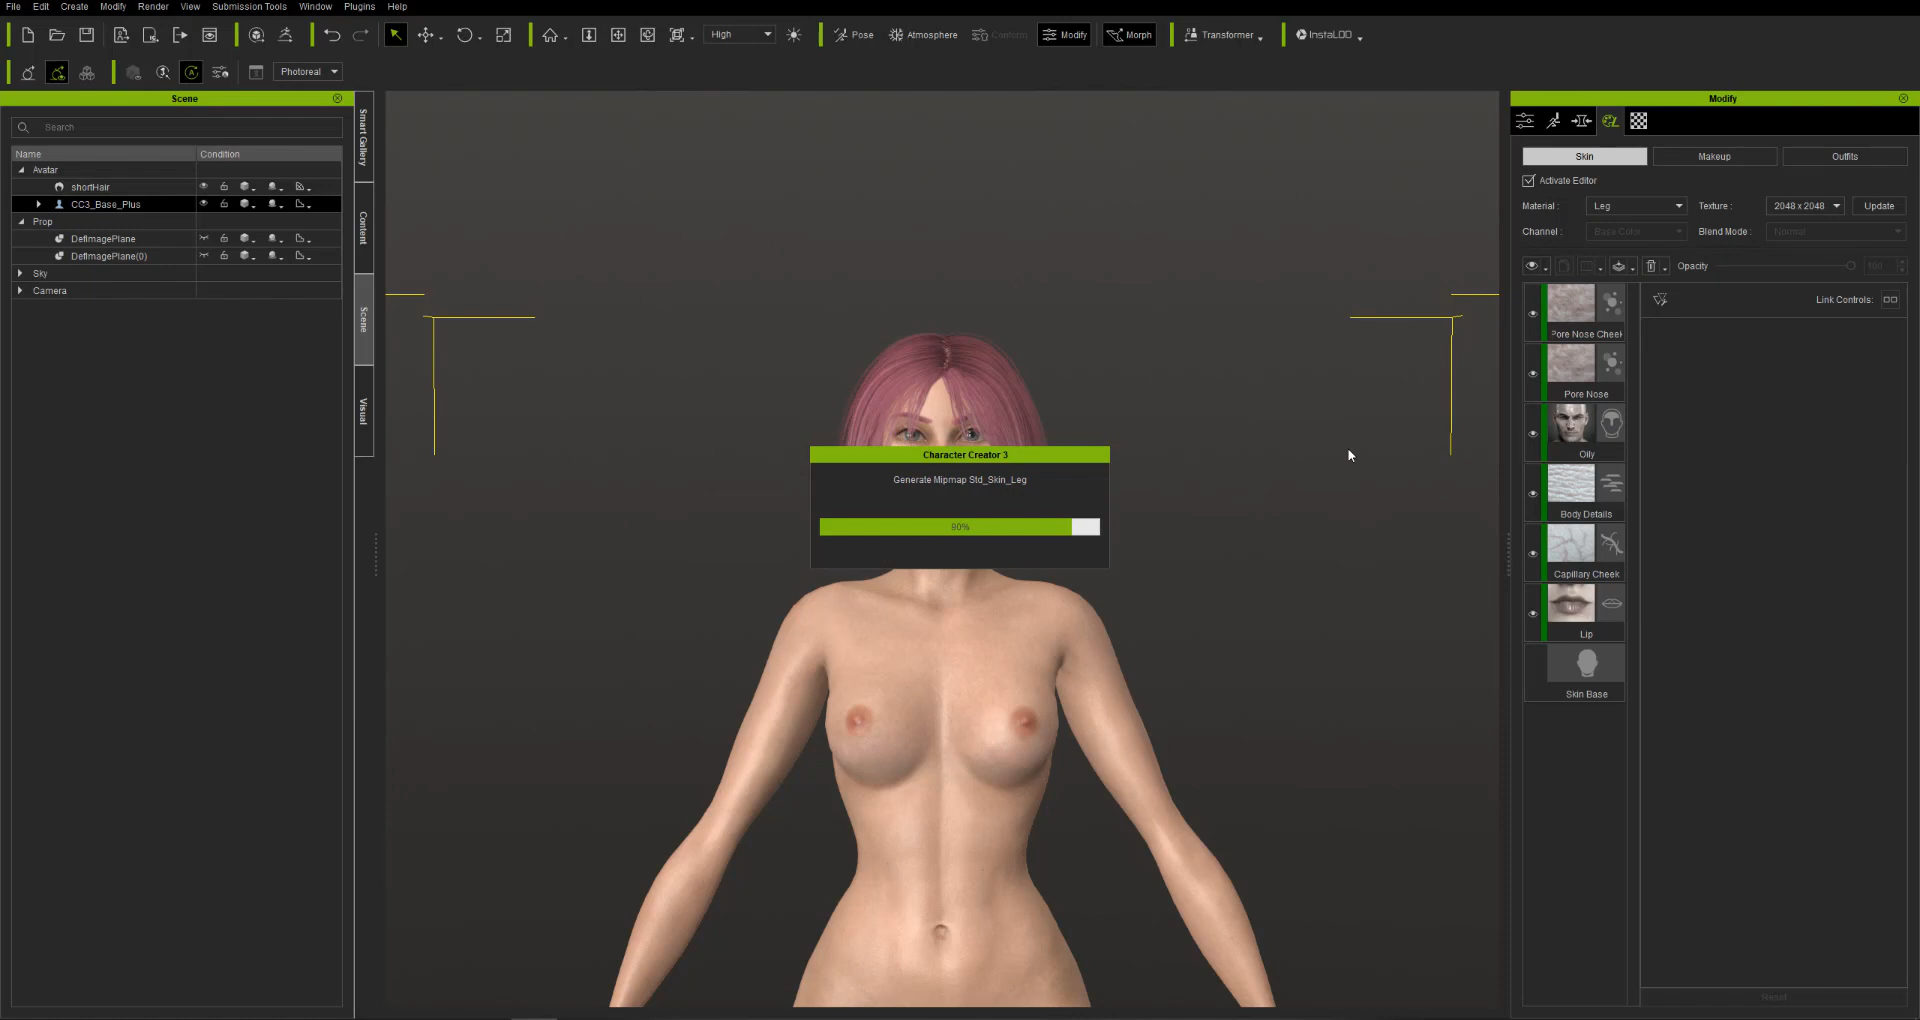 File Edit Create Modify Render View Submission Tools Window Plugins Help
High Pose Atmosphere Conform Modify Morph Transformer InstaLOD
Photoreal
Scene
Search
Name Condition
Avatar
shortHair
CC3_Base_Plus
Prop
DefImagePlane
DefImagePlane(0)
Sky
Camera
Smart Gallery
Content
Scene
Visual
Character Creator 3
Generate Mipmap Std_Skin_Leg
90%
Modify
Skin Makeup Outfits
Activate Editor
Material : Leg Texture : 2048 x 2048 Update
Channel : Base Color Blend Mode : Normal
Opacity 100
Link Controls:
Pore Nose Cheek
Pore Nose
Oily
Body Details
Capillary Cheek
Lip
Skin Base
Reset